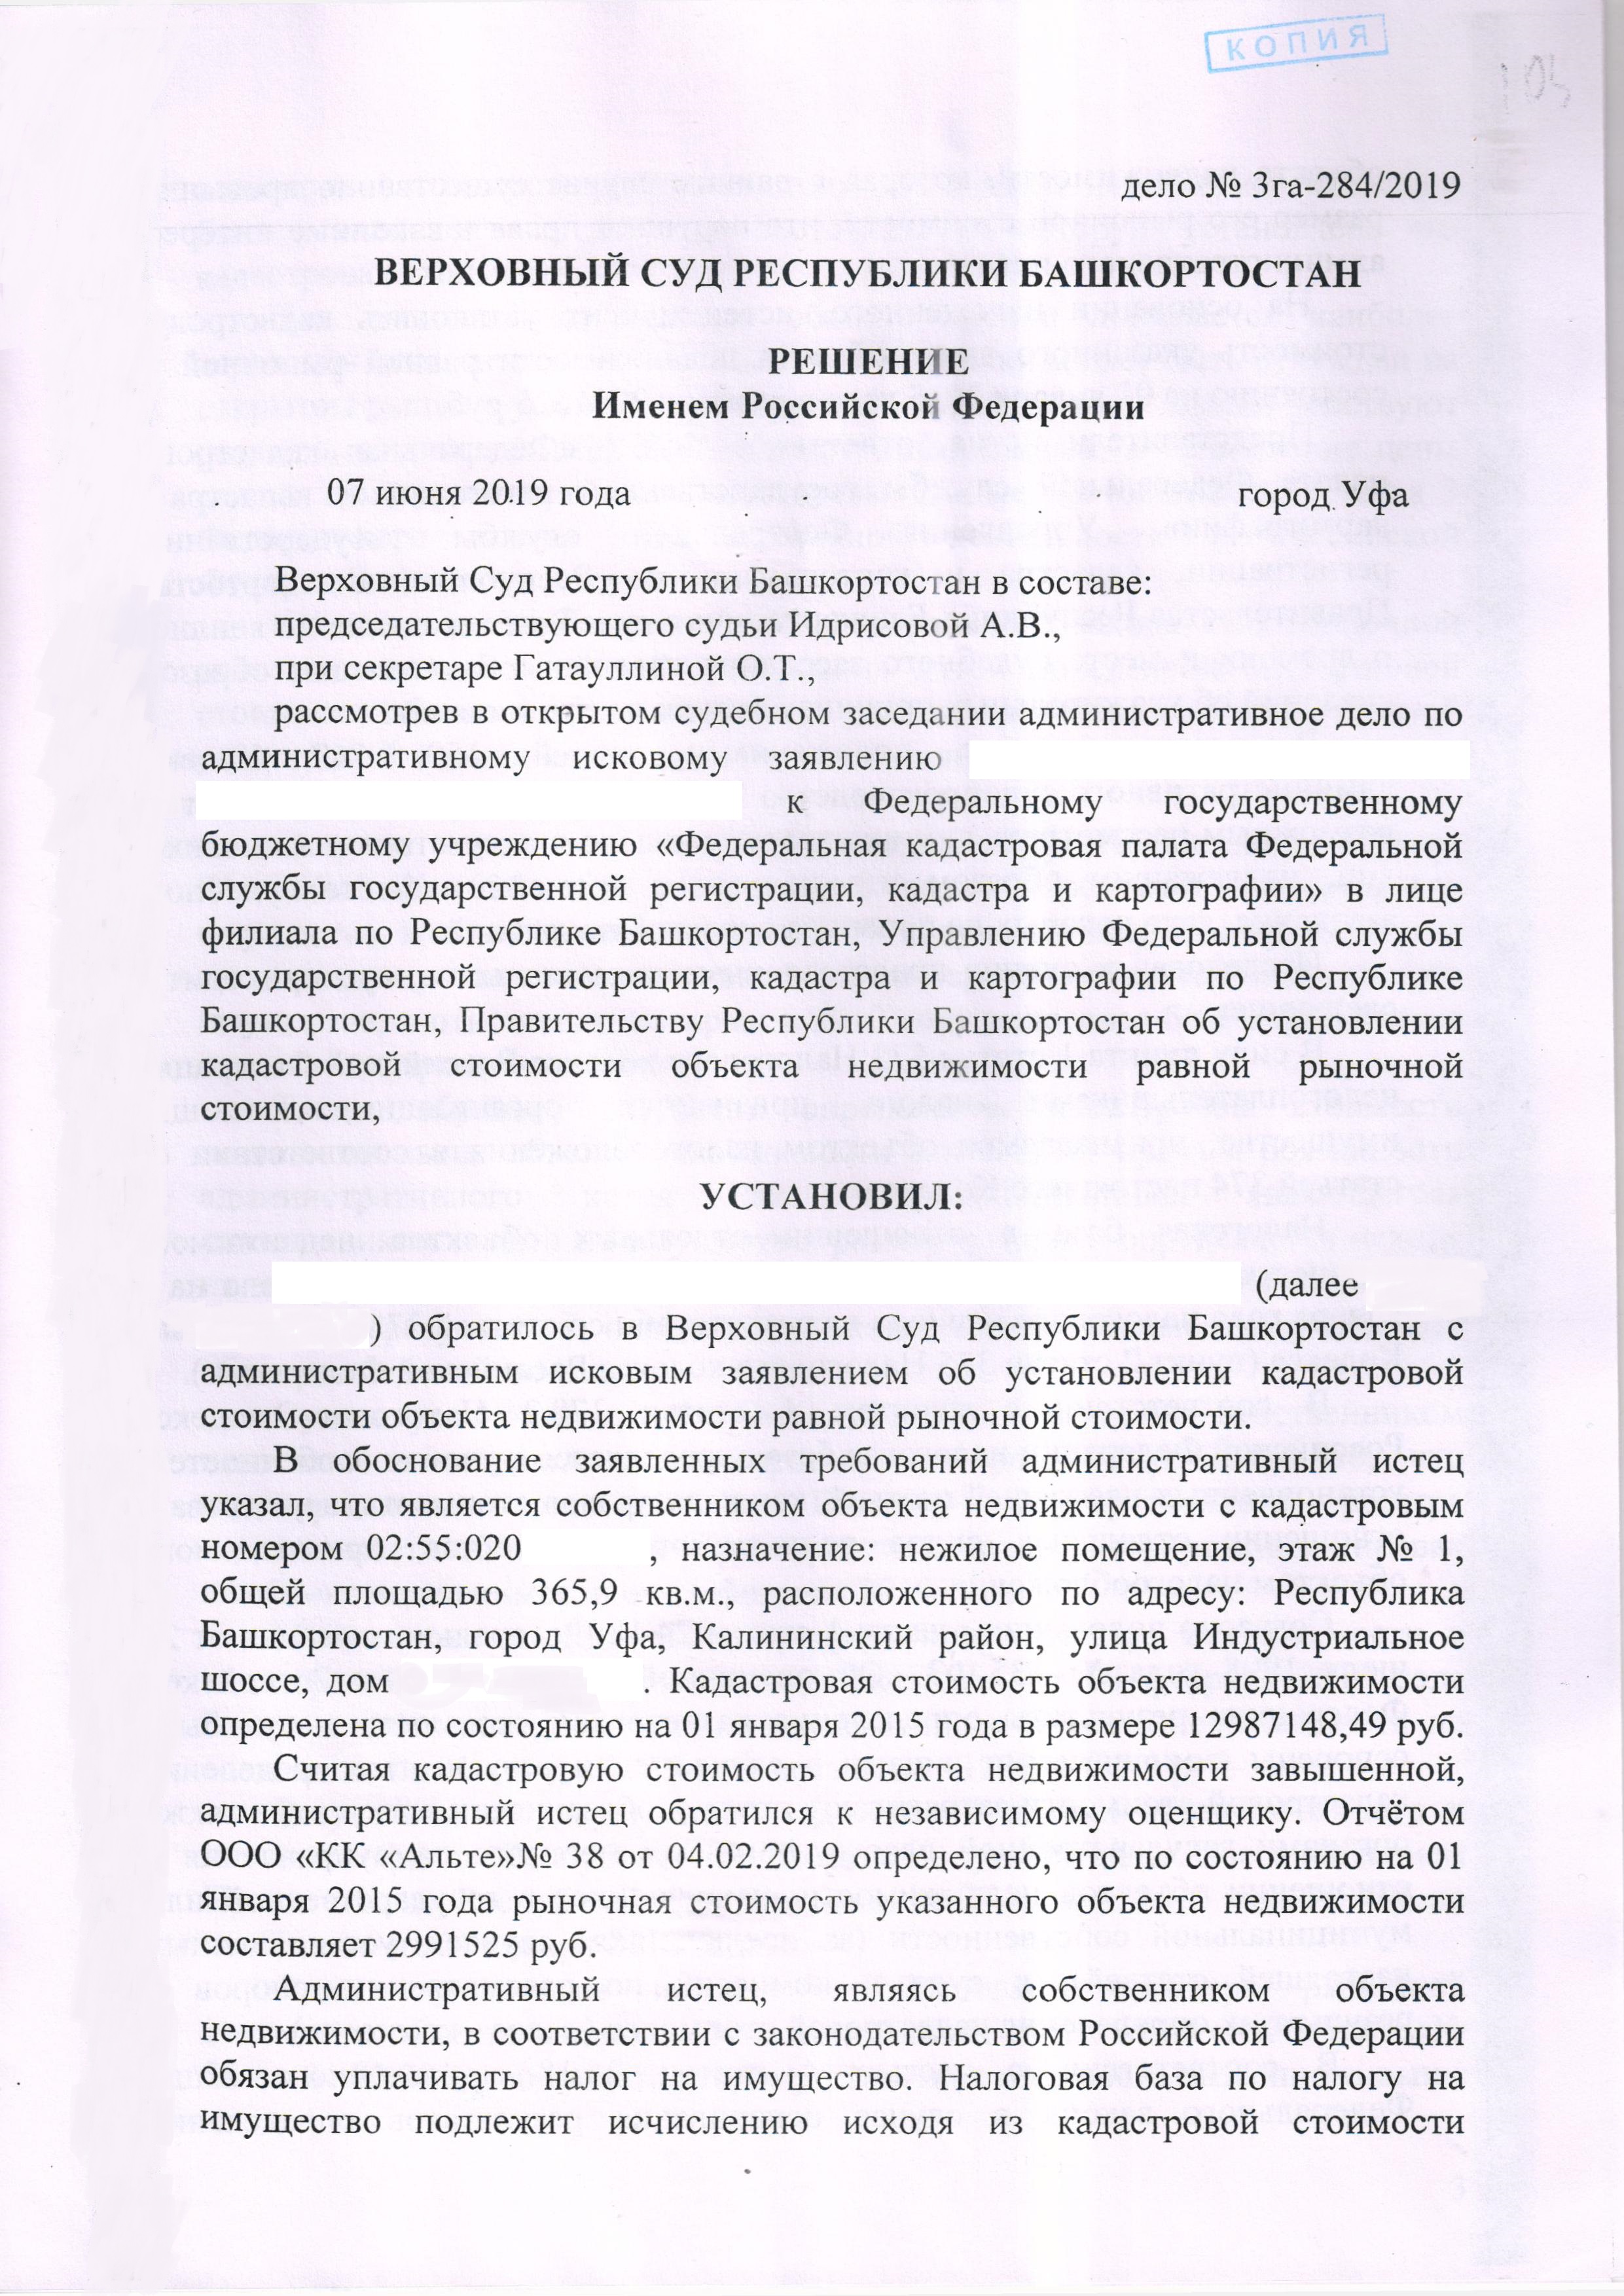 КОПИЯ
105
дело № 3га-284/2019
ВЕРХОВНЫЙ СУД РЕСПУБЛИКИ БАШКОРТОСТАН
РЕШЕНИЕ
Именем Российской Федерации
07 июня 2019 года город Уфа
Верховный Суд Республики Башкортостан в составе:
председательствующего судьи Идрисовой А.В.,
при секретаре Гатауллиной О.Т.,
рассмотрев в открытом судебном заседании административное дело по
административному исковому заявлению
к Федеральному государственному
бюджетному учреждению «Федеральная кадастровая палата Федеральной
службы государственной регистрации, кадастра и картографии» в лице
филиала по Республике Башкортостан, Управлению Федеральной службы
государственной регистрации, кадастра и картографии по Республике
Башкортостан, Правительству Республики Башкортостан об установлении
кадастровой стоимости объекта недвижимости равной рыночной
стоимости,
УСТАНОВИЛ:
(далее
) обратилось в Верховный Суд Республики Башкортостан с
административным исковым заявлением об установлении кадастровой
стоимости объекта недвижимости равной рыночной стоимости.
В обоснование заявленных требований административный истец
указал, что является собственником объекта недвижимости с кадастровым
номером 02:55:020 , назначение: нежилое помещение, этаж № 1,
общей площадью 365,9 кв.м., расположенного по адресу: Республика
Башкортостан, город Уфа, Калининский район, улица Индустриальное
шоссе, дом . Кадастровая стоимость объекта недвижимости
определена по состоянию на 01 января 2015 года в размере 12987148,49 руб.
Считая кадастровую стоимость объекта недвижимости завышенной,
административный истец обратился к независимому оценщику. Отчётом
ООО «КК «Альте»№ 38 от 04.02.2019 определено, что по состоянию на 01
января 2015 года рыночная стоимость указанного объекта недвижимости
составляет 2991525 руб.
Административный истец, являясь собственником объекта
недвижимости, в соответствии с законодательством Российской Федерации
обязан уплачивать налог на имущество. Налоговая база по налогу на
имущество подлежит исчислению исходя из кадастровой стоимости